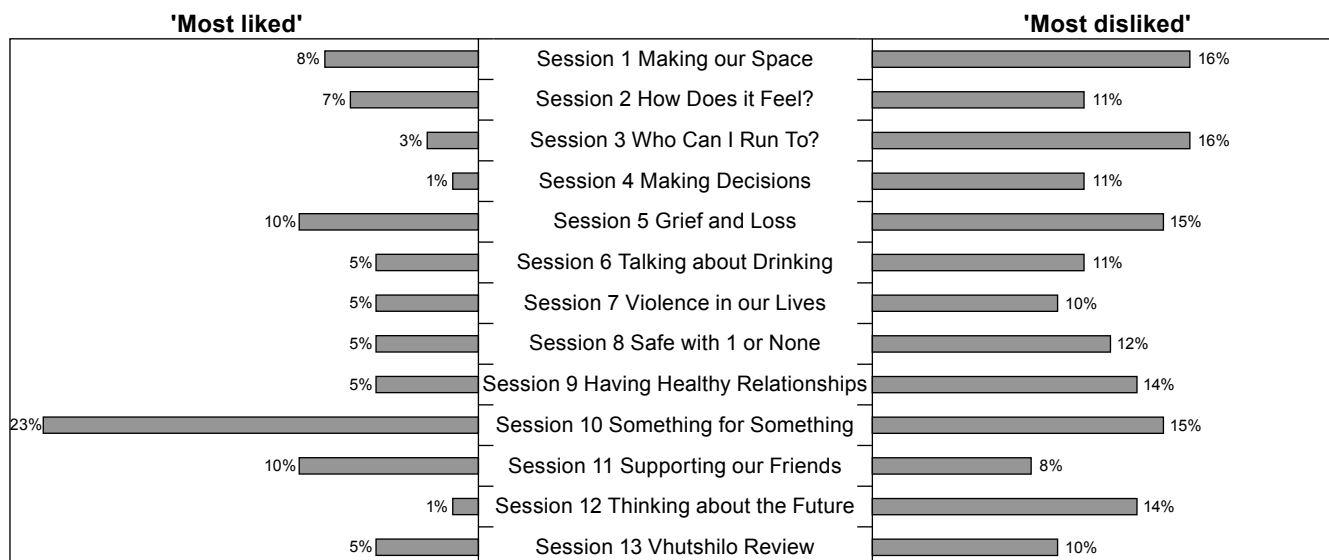 'Most liked' 'Most disliked'
8% Session 1 Making our Space 16%
7% Session 2 How Does it Feel? 11%
3% Session 3 Who Can I Run To? 16%
1% Session 4 Making Decisions 11%
10% Session 5 Grief and Loss 15%
5% Session 6 Talking about Drinking 11%
5% Session 7 Violence in our Lives 10%
5% Session 8 Safe with 1 or None 12%
5% Session 9 Having Healthy Relationships 14%
23% Session 10 Something for Something 15%
10% Session 11 Supporting our Friends 8%
1% Session 12 Thinking about the Future 14%
5% Session 13 Vhutshilo Review 10%